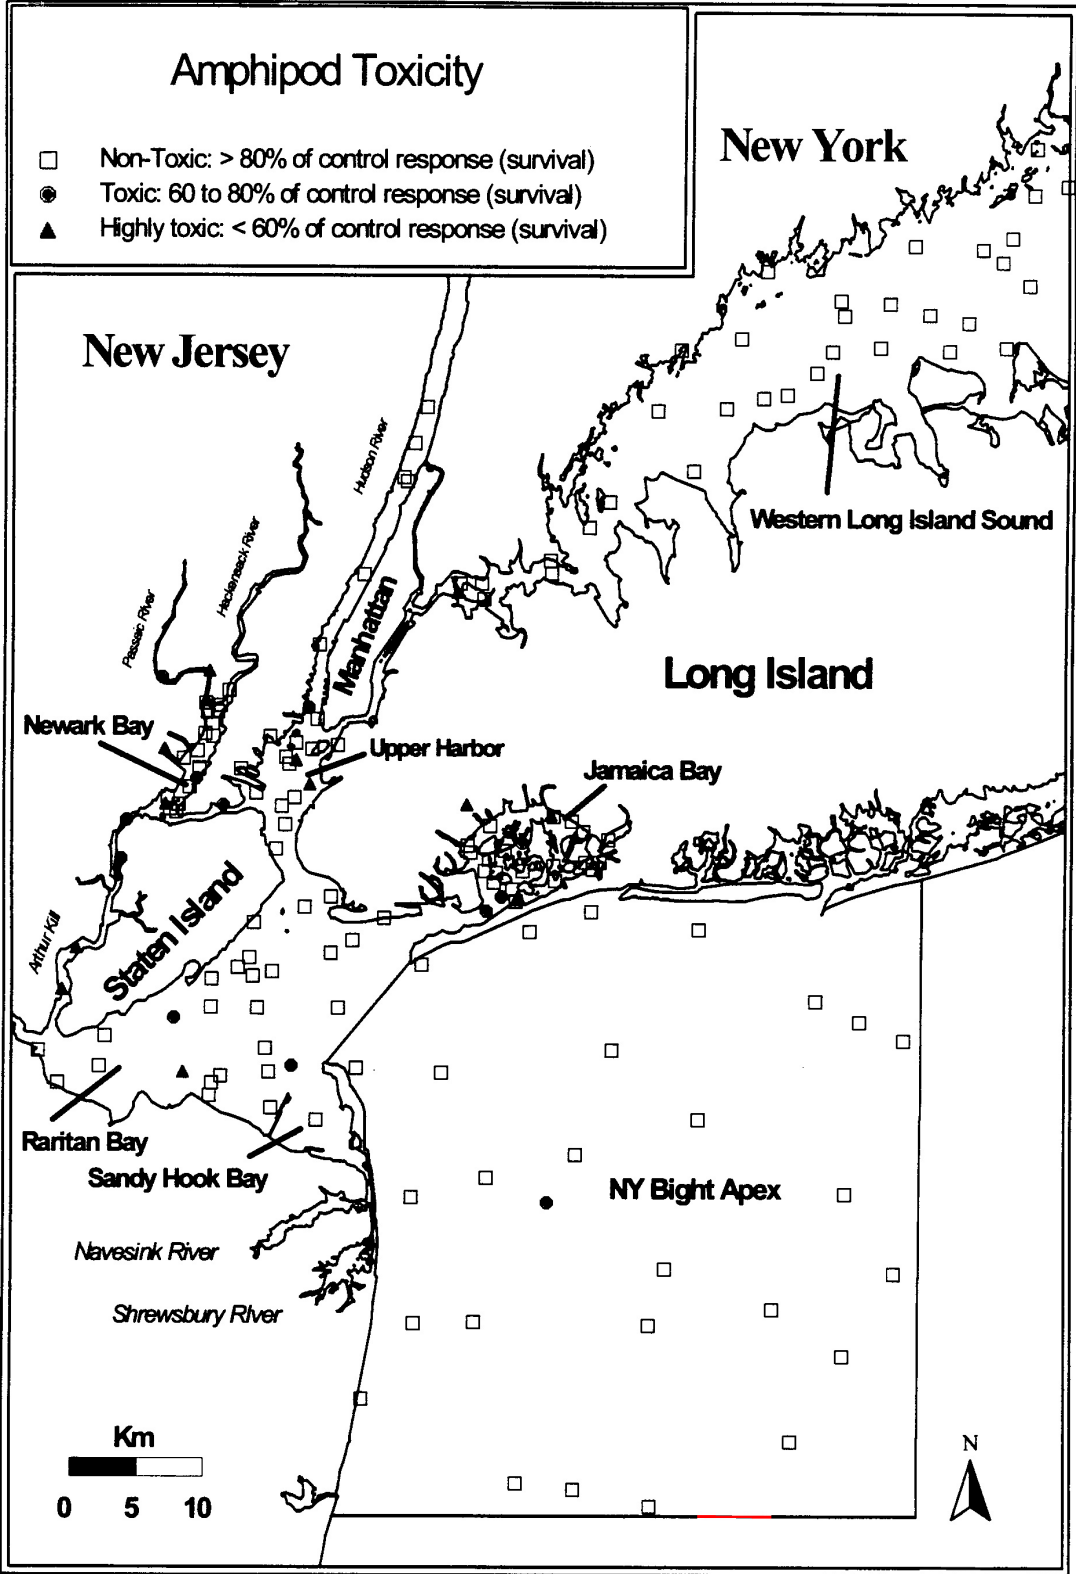 Amphipod Toxicity
Non-Toxic: > 80% of control response (survival)
Toxic: 60 to 80% of control response (survival)
Highly toxic: < 60% of control response (survival)
New York
New Jersey
Hudson River
Hackensack River
Passaic River
Manhattan
Western Long Island Sound
Long Island
Newark Bay
Upper Harbor
Jamaica Bay
Arthur Kill
Staten Island
Raritan Bay
Sandy Hook Bay
NY Bight Apex
Navesink River
Shrewsbury River
Km
0 5 10
N